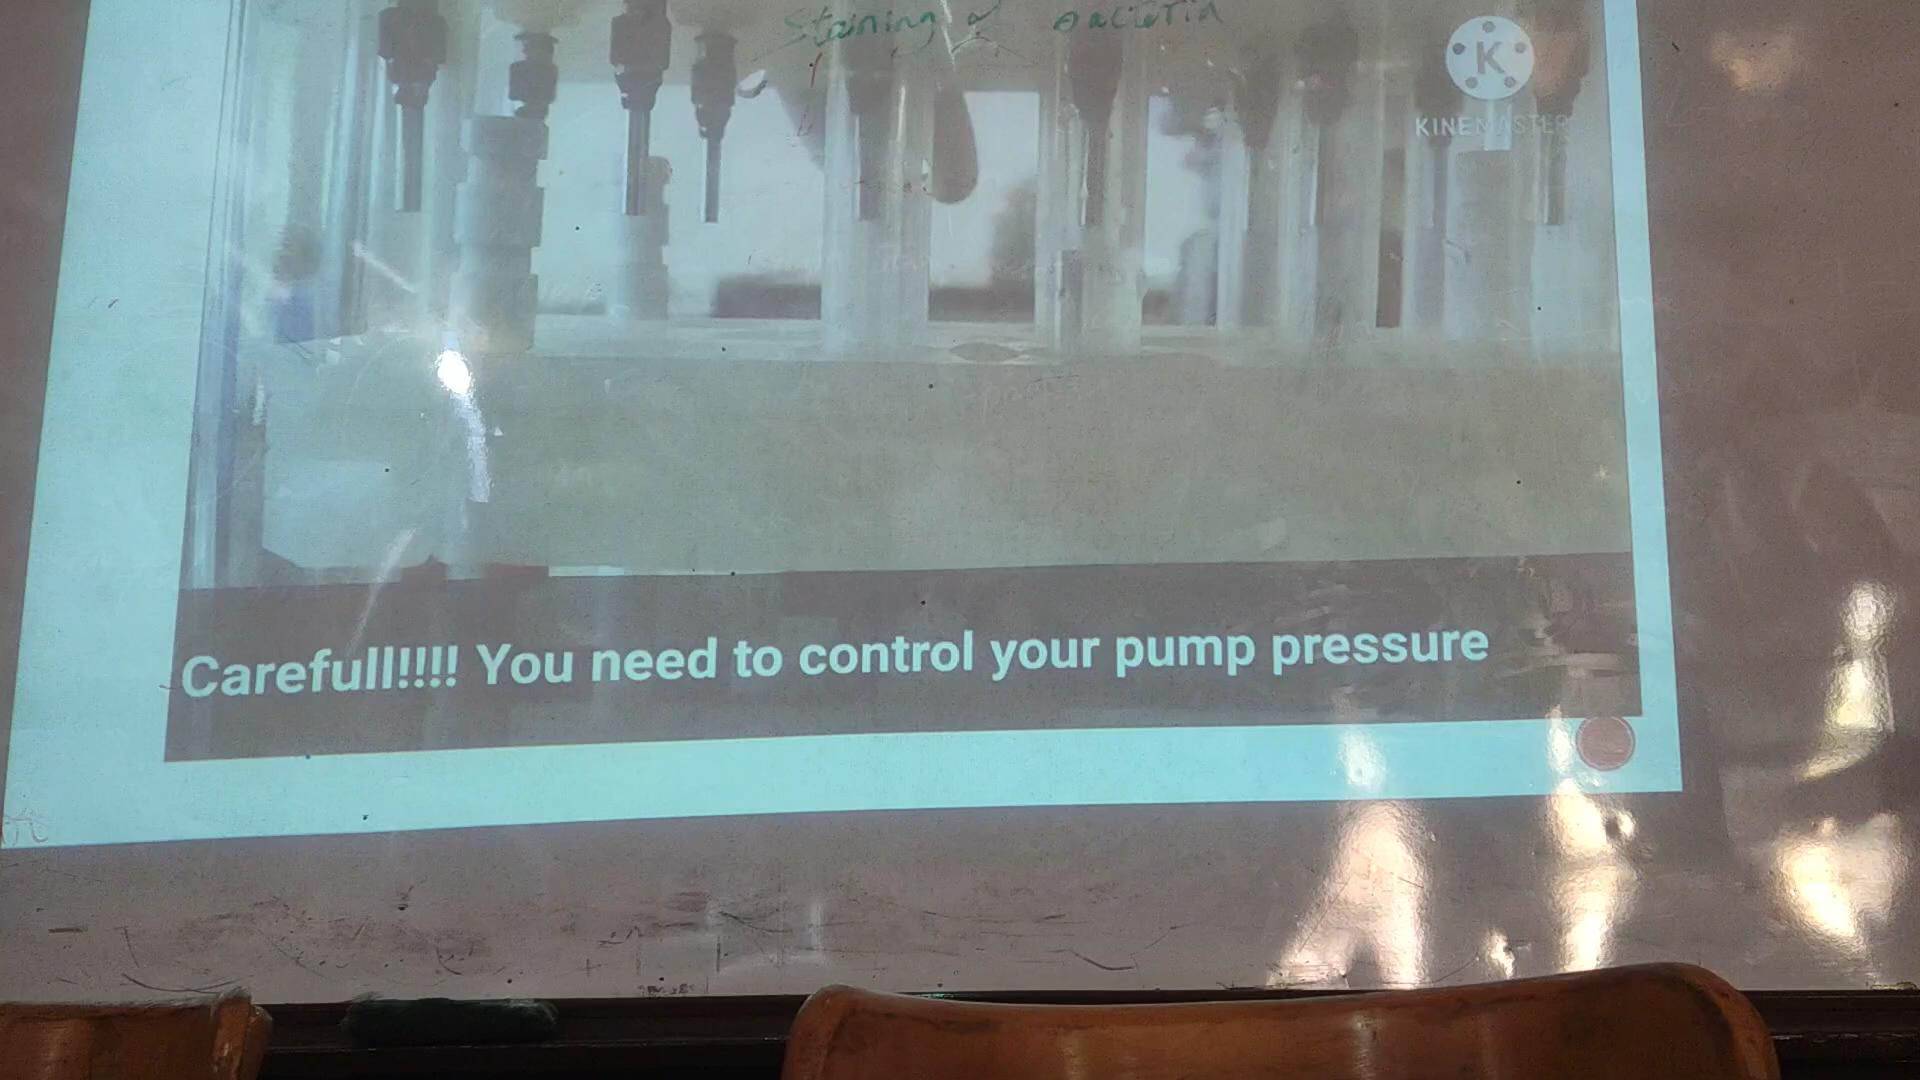 Staining of Bacteria
K
KINEMASTER
Carefull!!!! You need to control your pump pressure